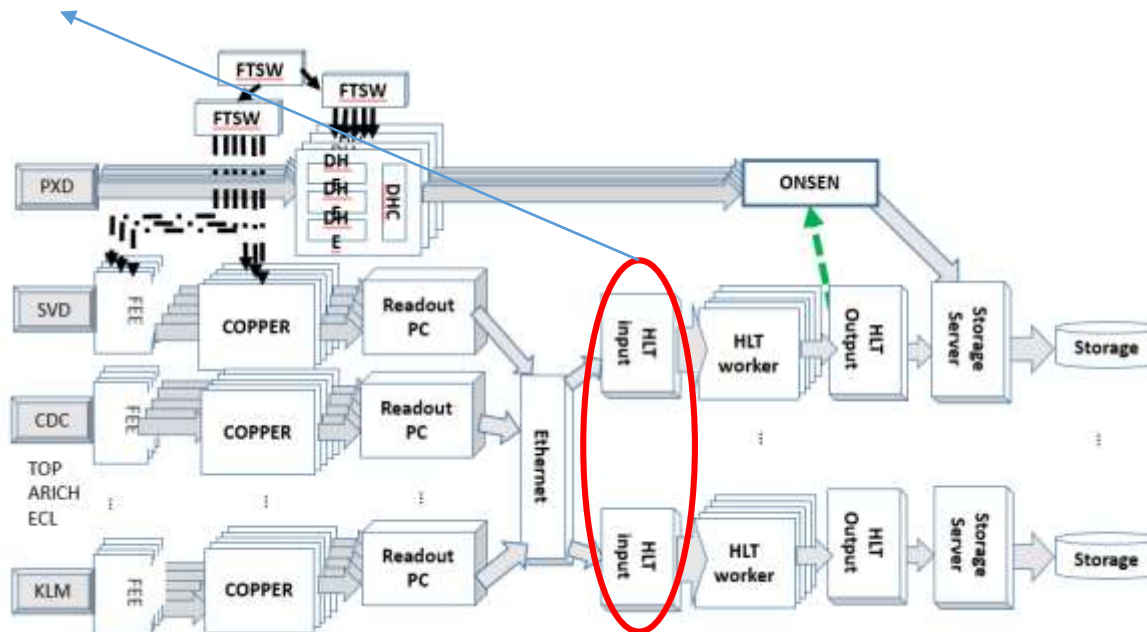 FTSW
FTSW
FTSW
PXD
DH
E
DH
E
DH
E
DHC
ONSEN
SVD
FEE
COPPER
Readout
PC
HLT
input
HLT
worker
HLT
Output
Storage
Server
Storage
CDC
FEE
COPPER
Readout
PC
Ethernet
TOP
ARICH
ECL
...
...
...
...
...
KLM
FEE
COPPER
Readout
PC
HLT
input
HLT
worker
HLT
Output
Storage
Server
Storage